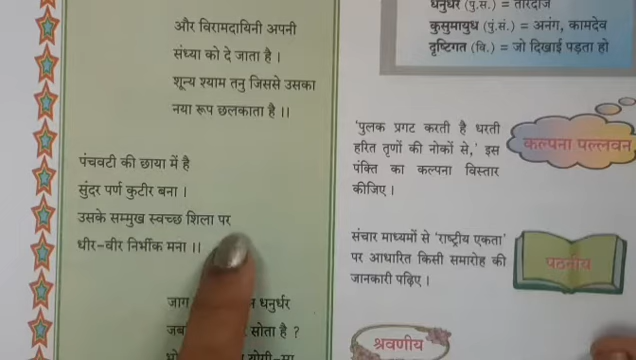 और विरामदायिनी अपनी
संध्या को दे जाता है ।
शून्य श्याम तनु जिससे उसका
नया रूप छलकाता है ।।
पंचवटी की छाया में है
सुंदर पर्ण कुटीर बना ।
उसके सम्मुख स्वच्छ शिला पर
धीर-वीर निर्भीक मना ।।
जाग धनुर्धर
जब सोता है ?
धनुर्धर (पुं.सं.) = तीरंदाज
कुसुमायुध (पुं.सं.) = अनंग, कामदेव
दृष्टिगत (वि.) = जो दिखाई पड़ता हो
'पुलक प्रगट करती है धरती
हरित तृणों की नोकों से,' इस
पंक्ति का कल्पना विस्तार
कीजिए ।
कल्पना पल्लवन
संचार माध्यमों से 'राष्ट्रीय एकता'
पर आधारित किसी समारोह की
जानकारी पढ़िए ।
पठनीय
श्रवणीय